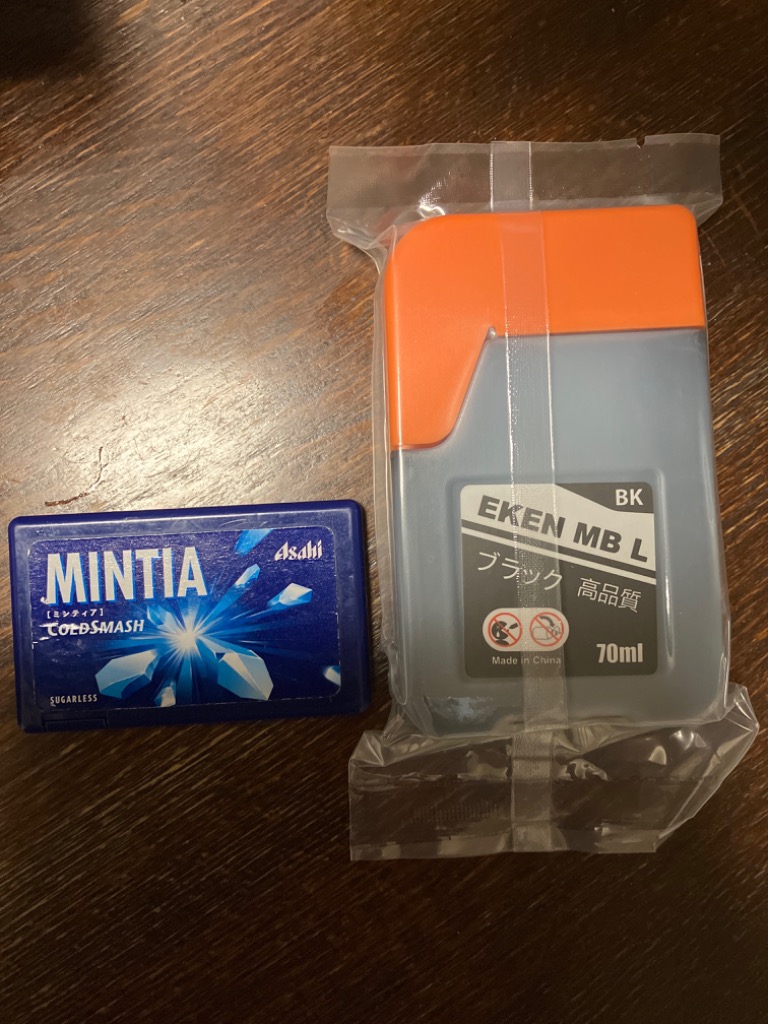 Asahi
MINTIA
[ミンティア]
COLDSMASH
SUGARLESS
BK
EKEN MB L
ブラック 高品質
Made in China
70ml